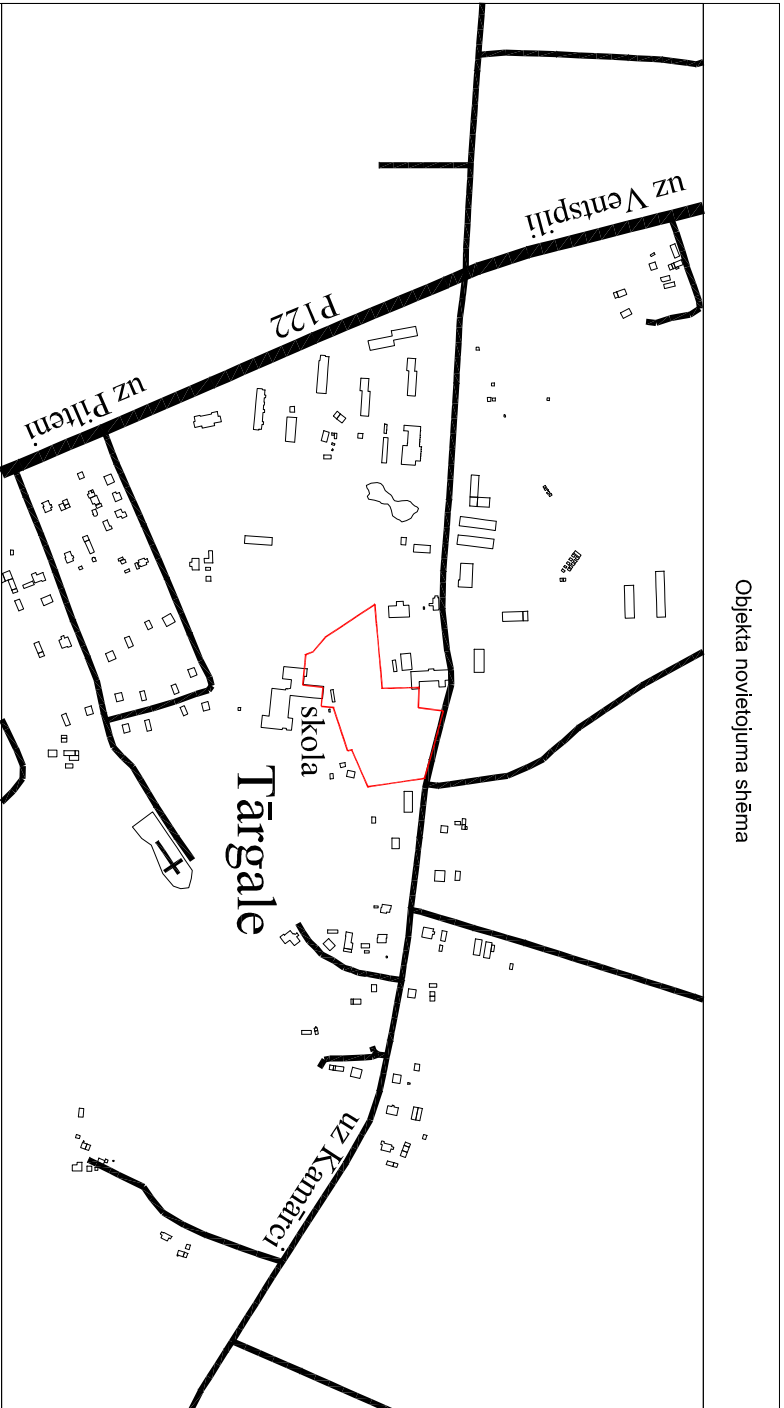 Objekta novietojuma shēma
uz Ventspili
P122
uz Pilteni
skola
Tārgale
uz Kamārci